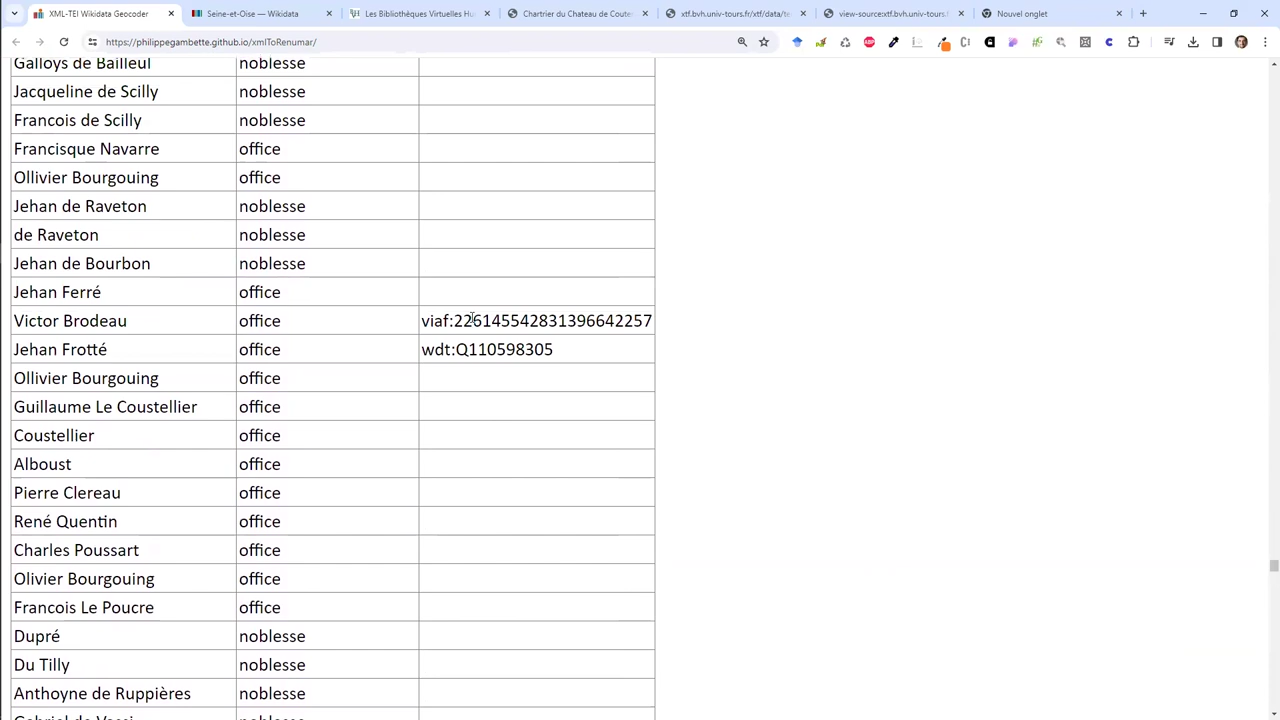 XML-TEI Wikidata Geocoder
Seine-et-Oise — Wikidata
Les Bibliothèques Virtuelles Hu
Chartrier du Chateau de Couter
xtf.bvh.univ-tours.fr/xtf/data/te
view-source:xtf.bvh.univ-tours.
Nouvel onglet
https://philippegambette.github.io/xmlToRenumar/
Galloys de Bailleul noblesse
Jacqueline de Scilly noblesse
Francois de Scilly noblesse
Francisque Navarre office
Ollivier Bourgouing office
Jehan de Raveton noblesse
de Raveton noblesse
Jehan de Bourbon noblesse
Jehan Ferré office
Victor Brodeau office viaf:226145542831396642257
Jehan Frotté office wdt:Q110598305
Ollivier Bourgouing office
Guillaume Le Coustellier office
Coustellier office
Alboust office
Pierre Clereau office
René Quentin office
Charles Poussart office
Olivier Bourgouing office
Francois Le Poucre office
Dupré noblesse
Du Tilly noblesse
Anthoyne de Ruppières noblesse
Gabriel de Vassi noblesse